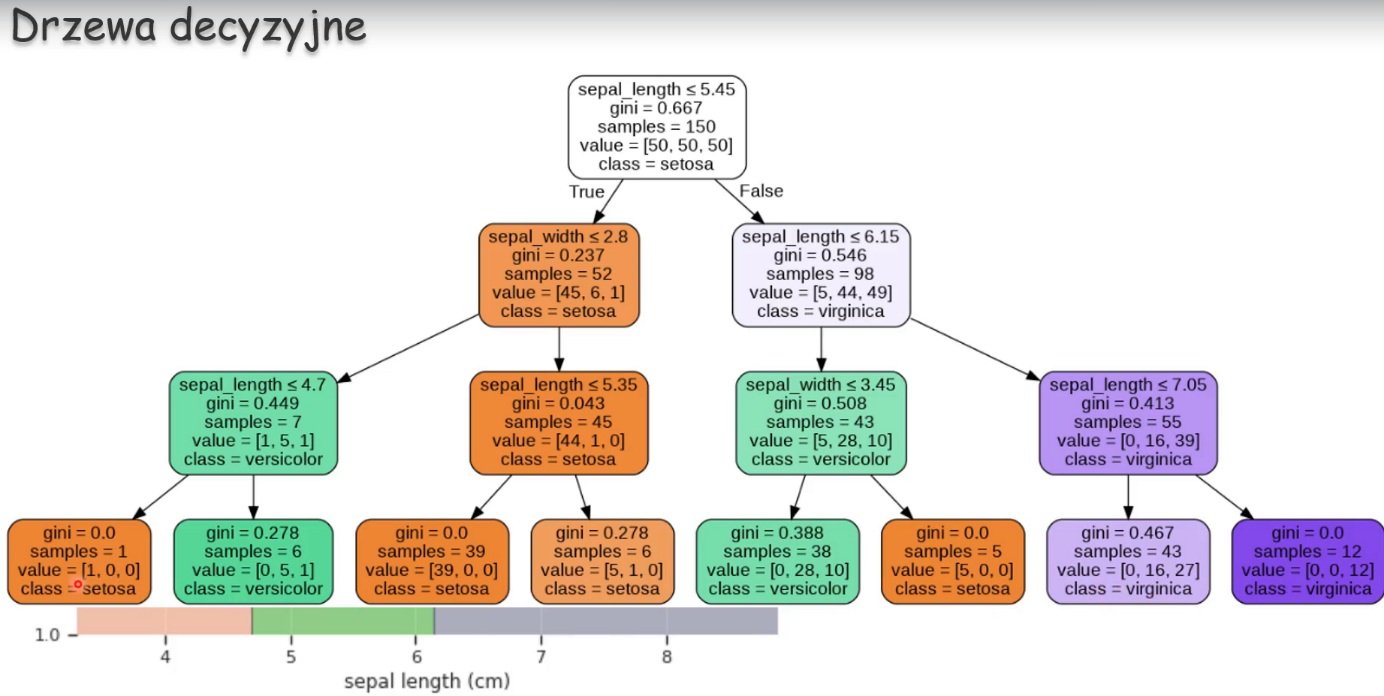 Drzewa decyzyjne
sepal_length ≤ 5.45
gini = 0.667
samples = 150
value = [50, 50, 50]
class = setosa
True
False
sepal_width ≤ 2.8
gini = 0.237
samples = 52
value = [45, 6, 1]
class = setosa
sepal_length ≤ 6.15
gini = 0.546
samples = 98
value = [5, 44, 49]
class = virginica
sepal_length ≤ 4.7
gini = 0.449
samples = 7
value = [1, 5, 1]
class = versicolor
sepal_length ≤ 5.35
gini = 0.043
samples = 45
value = [44, 1, 0]
class = setosa
sepal_width ≤ 3.45
gini = 0.508
samples = 43
value = [5, 28, 10]
class = versicolor
sepal_length ≤ 7.05
gini = 0.413
samples = 55
value = [0, 16, 39]
class = virginica
gini = 0.0
samples = 1
value = [1, 0, 0]
class = setosa
gini = 0.278
samples = 6
value = [0, 5, 1]
class = versicolor
gini = 0.0
samples = 39
value = [39, 0, 0]
class = setosa
gini = 0.278
samples = 6
value = [5, 1, 0]
class = setosa
gini = 0.388
samples = 38
value = [0, 28, 10]
class = versicolor
gini = 0.0
samples = 5
value = [5, 0, 0]
class = setosa
gini = 0.467
samples = 43
value = [0, 16, 27]
class = virginica
gini = 0.0
samples = 12
value = [0, 0, 12]
class = virginica
1.0
4 5 6 7 8
sepal length (cm)